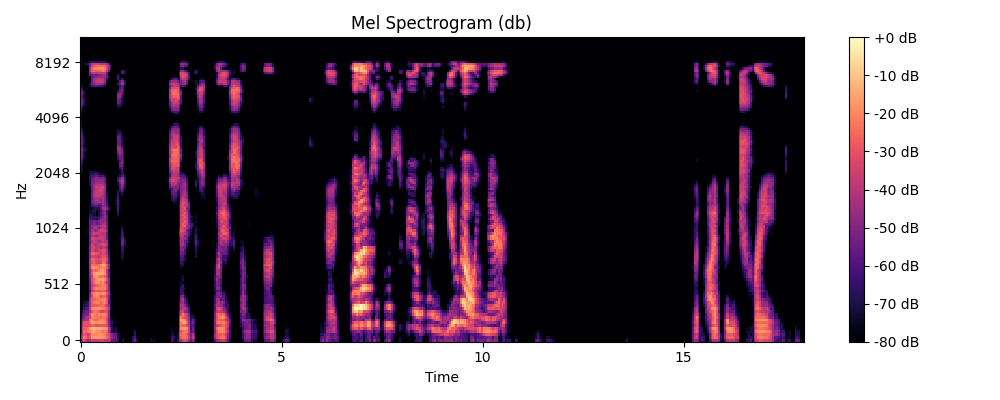 Mel Spectrogram (db)
8192
4096
2048
1024
512
0
Hz
0 5 10 15
Time
+0 dB
-10 dB
-20 dB
-30 dB
-40 dB
-50 dB
-60 dB
-70 dB
-80 dB